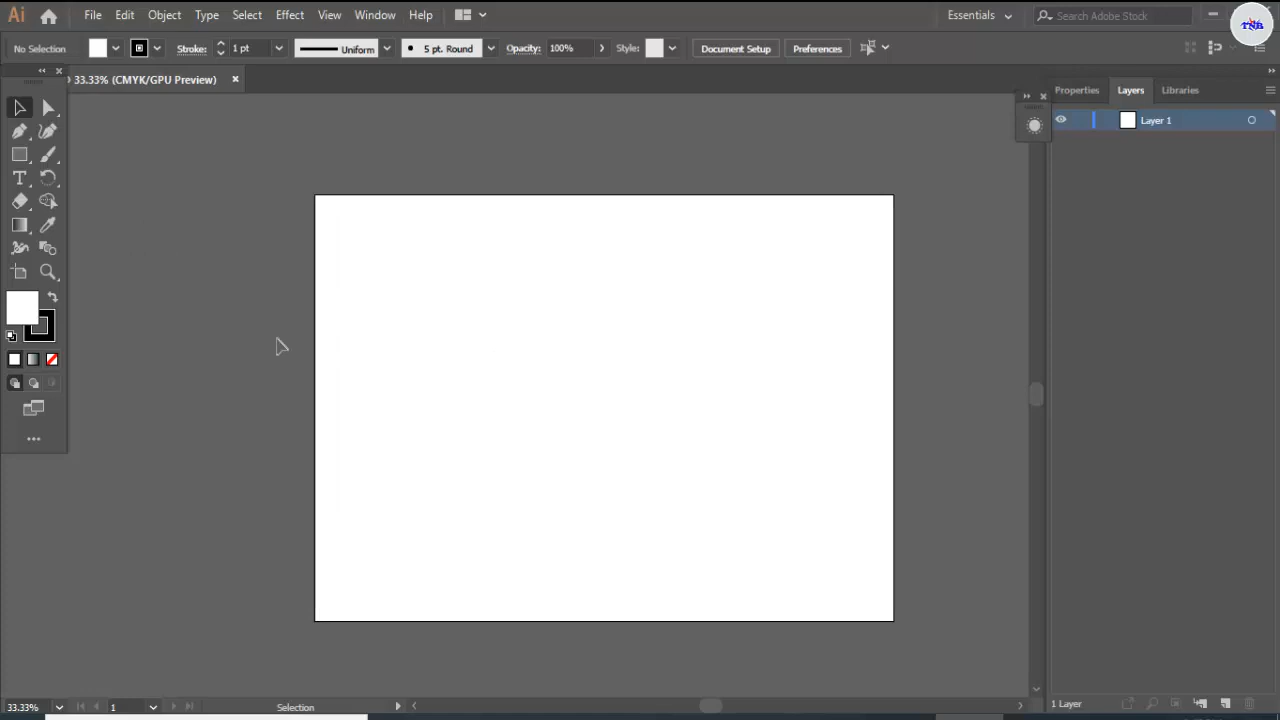 Ai File Edit Object Type Select Effect View Window Help Essentials Search Adobe Stock
TSB
No Selection Stroke: 1 pt Uniform 5 pt. Round Opacity: 100% Style: Document Setup Preferences
33.33% (CMYK/GPU Preview)
Properties Layers Libraries
Layer 1
T
33.33% 1 Selection 1 Layer